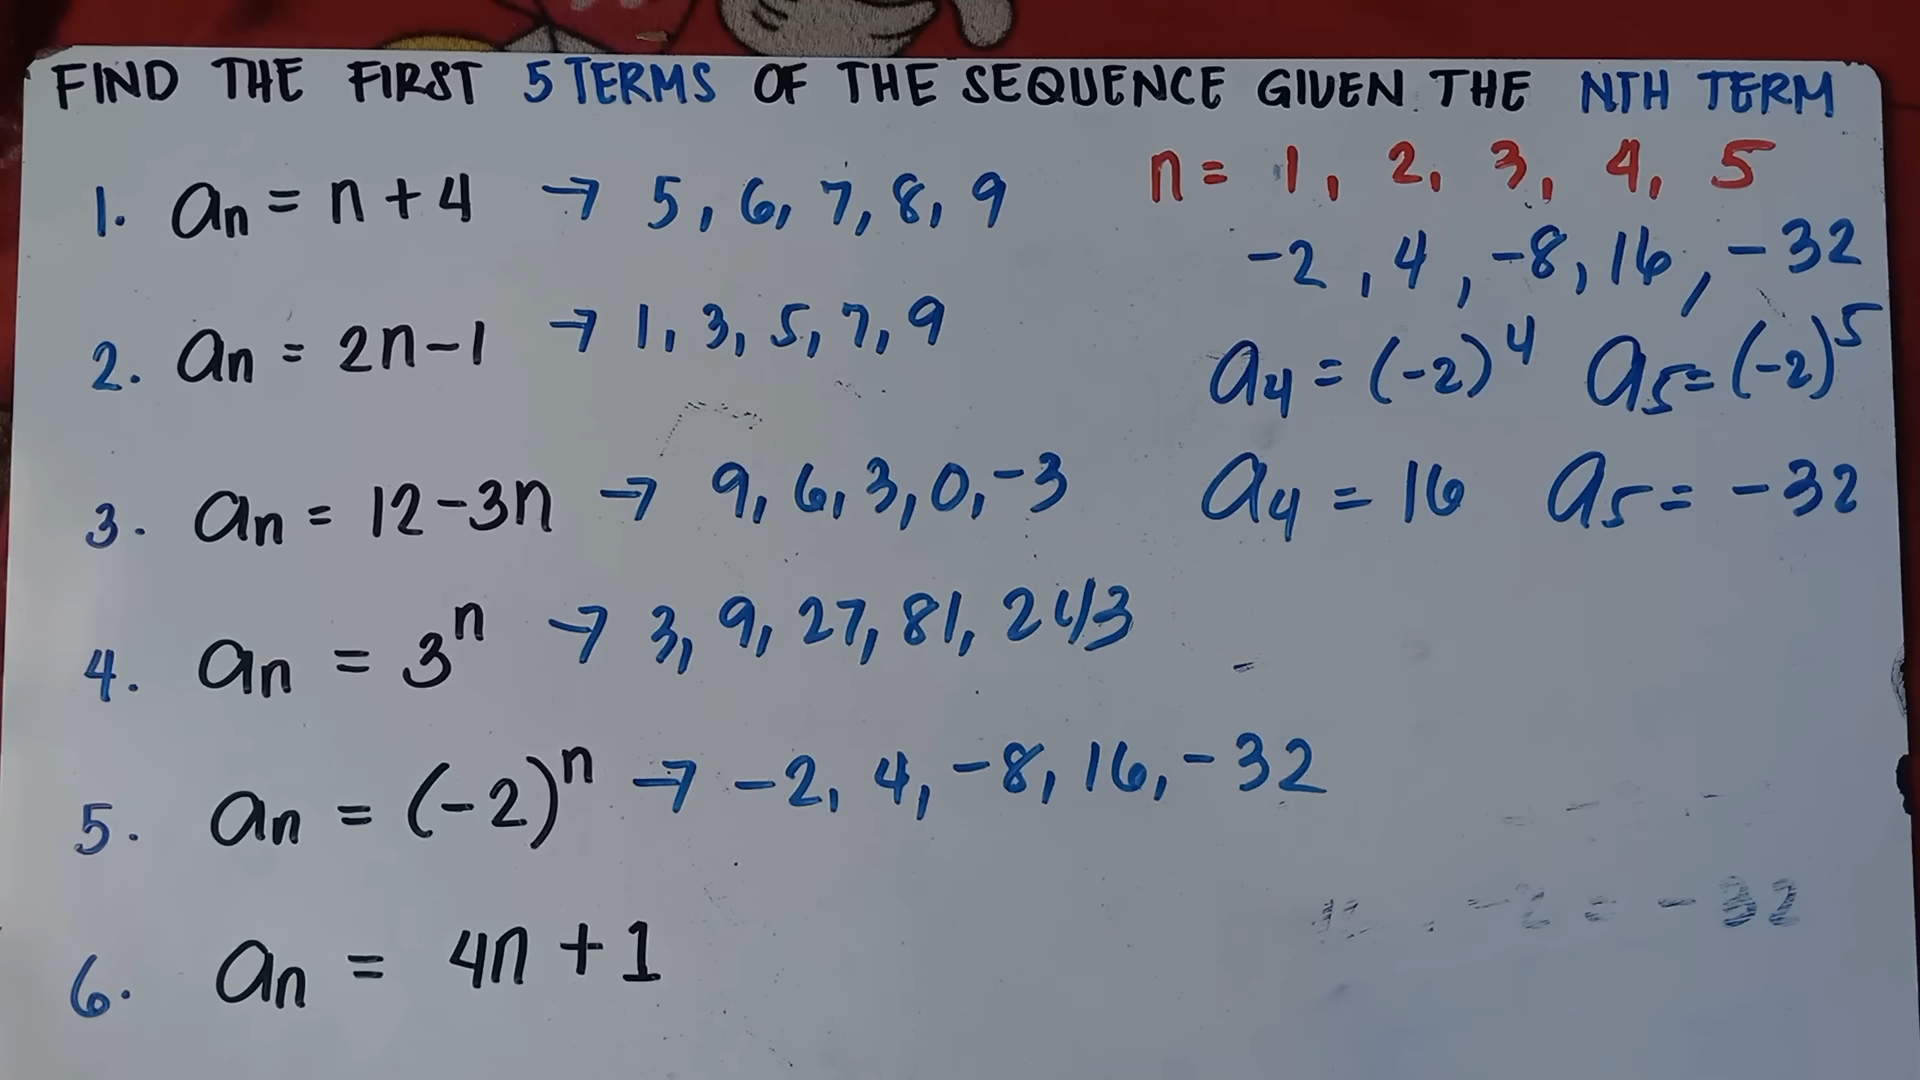 FIND THE FIRST 5 TERMS OF THE SEQUENCE GIVEN THE NTH TERM
n = 1, 2, 3, 4, 5
1. an = n + 4 → 5, 6, 7, 8, 9
-2, 4, -8, 16, -32
2. an = 2n - 1 → 1, 3, 5, 7, 9
a4 = (-2)^4 a5 = (-2)^5
3. an = 12 - 3n → 9, 6, 3, 0, -3
a4 = 16 a5 = -32
4. an = 3^n → 3, 9, 27, 81, 243
5. an = (-2)^n → -2, 4, -8, 16, -32
6. an = 4n + 1